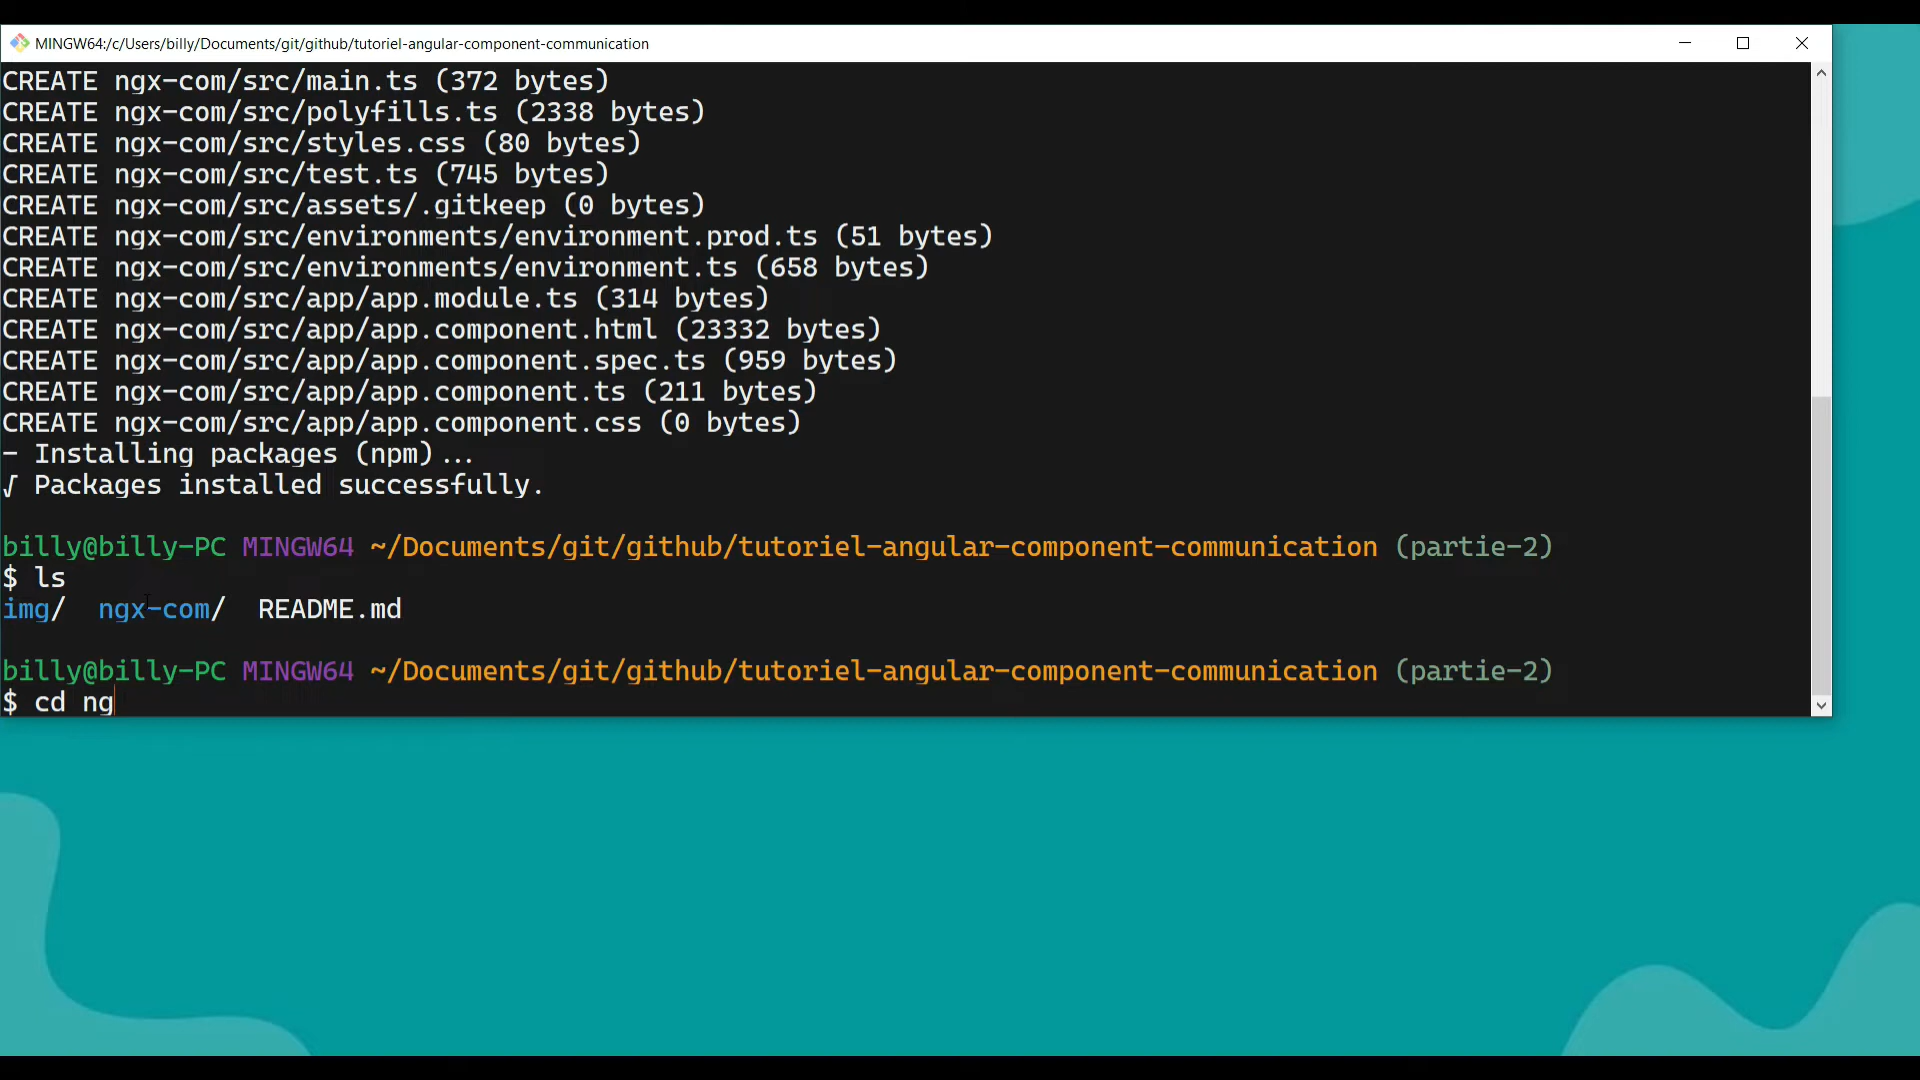 MINGW64:/c/Users/billy/Documents/git/github/tutoriel-angular-component-communication
CREATE ngx-com/src/main.ts (372 bytes)
CREATE ngx-com/src/polyfills.ts (2338 bytes)
CREATE ngx-com/src/styles.css (80 bytes)
CREATE ngx-com/src/test.ts (745 bytes)
CREATE ngx-com/src/assets/.gitkeep (0 bytes)
CREATE ngx-com/src/environments/environment.prod.ts (51 bytes)
CREATE ngx-com/src/environments/environment.ts (658 bytes)
CREATE ngx-com/src/app/app.module.ts (314 bytes)
CREATE ngx-com/src/app/app.component.html (23332 bytes)
CREATE ngx-com/src/app/app.component.spec.ts (959 bytes)
CREATE ngx-com/src/app/app.component.ts (211 bytes)
CREATE ngx-com/src/app/app.component.css (0 bytes)
- Installing packages (npm)...
√ Packages installed successfully.
billy@billy-PC MINGW64 ~/Documents/git/github/tutoriel-angular-component-communication (partie-2)
$ ls
img/  ngx-com/  README.md
billy@billy-PC MINGW64 ~/Documents/git/github/tutoriel-angular-component-communication (partie-2)
$ cd ng